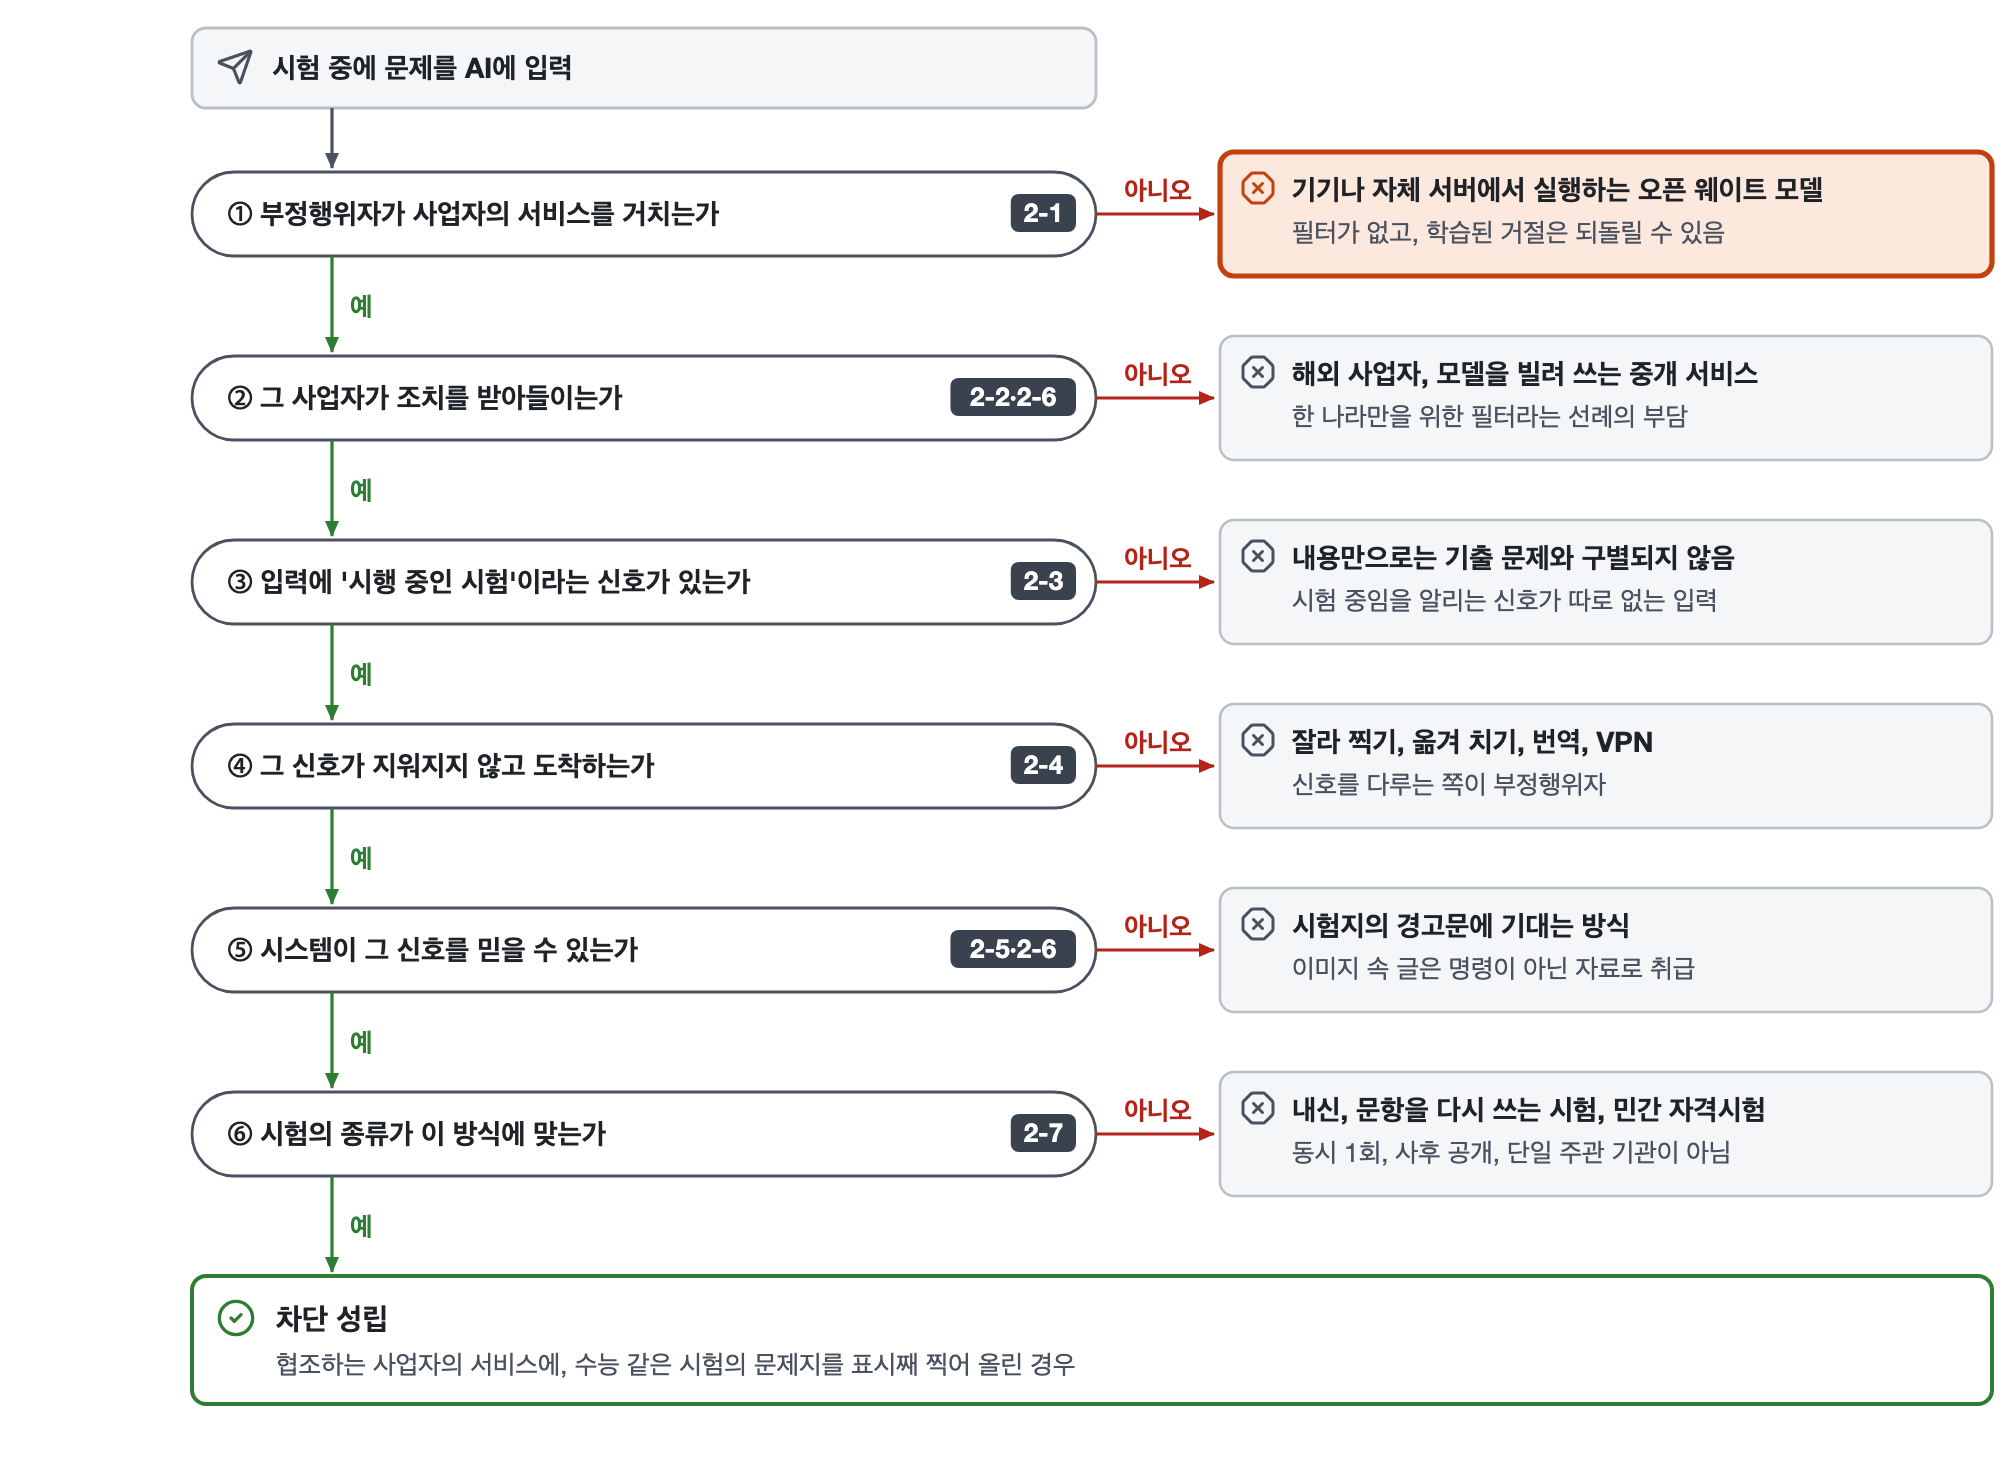 시험 중에 문제를 AI에 입력
① 부정행위자가 사업자의 서비스를 거치는가
2-1
아니오
기기나 자체 서버에서 실행하는 오픈 웨이트 모델
필터가 없고, 학습된 거절은 되돌릴 수 있음
예
② 그 사업자가 조치를 받아들이는가
2-2·2-6
아니오
해외 사업자, 모델을 빌려 쓰는 중개 서비스
한 나라만을 위한 필터라는 선례의 부담
예
③ 입력에 '시행 중인 시험'이라는 신호가 있는가
2-3
아니오
내용만으로는 기출 문제와 구별되지 않음
시험 중임을 알리는 신호가 따로 없는 입력
예
④ 그 신호가 지워지지 않고 도착하는가
2-4
아니오
잘라 찍기, 옮겨 치기, 번역, VPN
신호를 다루는 쪽이 부정행위자
예
⑤ 시스템이 그 신호를 믿을 수 있는가
2-5·2-6
아니오
시험지의 경고문에 기대는 방식
이미지 속 글은 명령이 아닌 자료로 취급
예
⑥ 시험의 종류가 이 방식에 맞는가
2-7
아니오
내신, 문항을 다시 쓰는 시험, 민간 자격시험
동시 1회, 사후 공개, 단일 주관 기관이 아님
예
차단 성립
협조하는 사업자의 서비스에, 수능 같은 시험의 문제지를 표시째 찍어 올린 경우